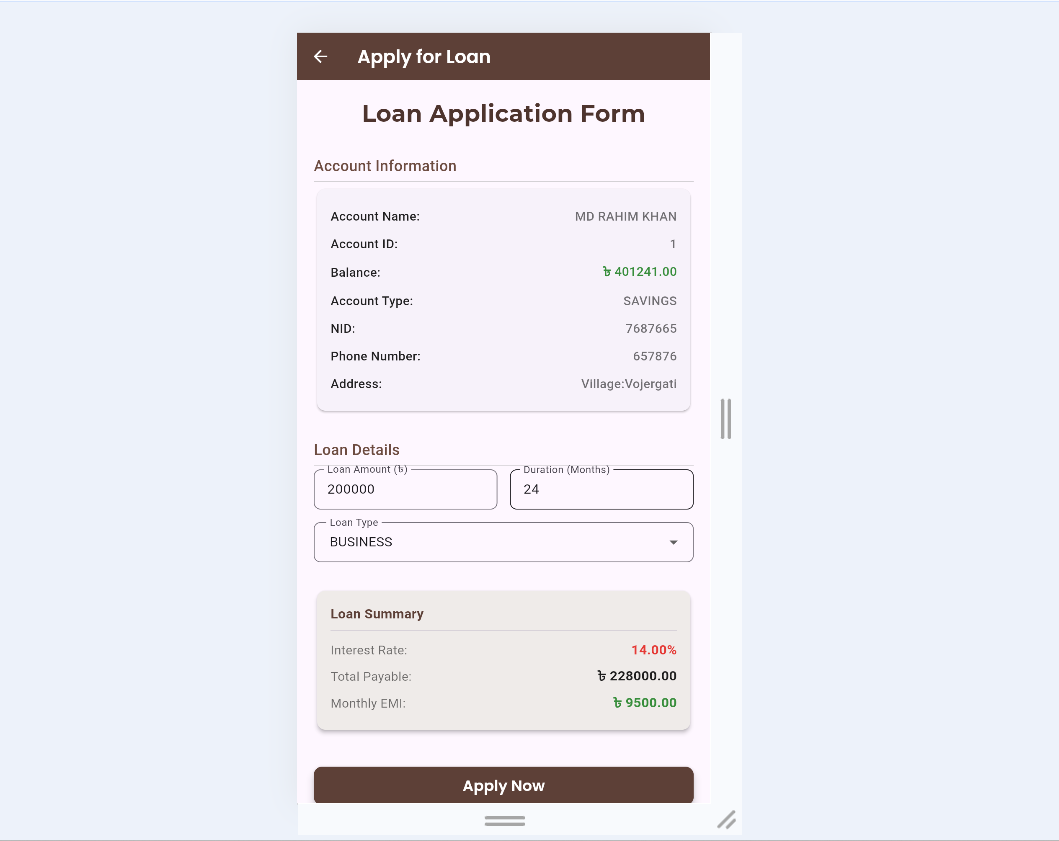 Apply for Loan
Loan Application Form
Account Information
Account Name: MD RAHIM KHAN
Account ID: 1
Balance: ৳ 401241.00
Account Type: SAVINGS
NID: 7687665
Phone Number: 657876
Address: Village:Vojergati
Loan Details
Loan Amount (৳) Duration (Months)
200000 24
Loan Type
BUSINESS
Loan Summary
Interest Rate: 14.00%
Total Payable: ৳ 228000.00
Monthly EMI: ৳ 9500.00
Apply Now